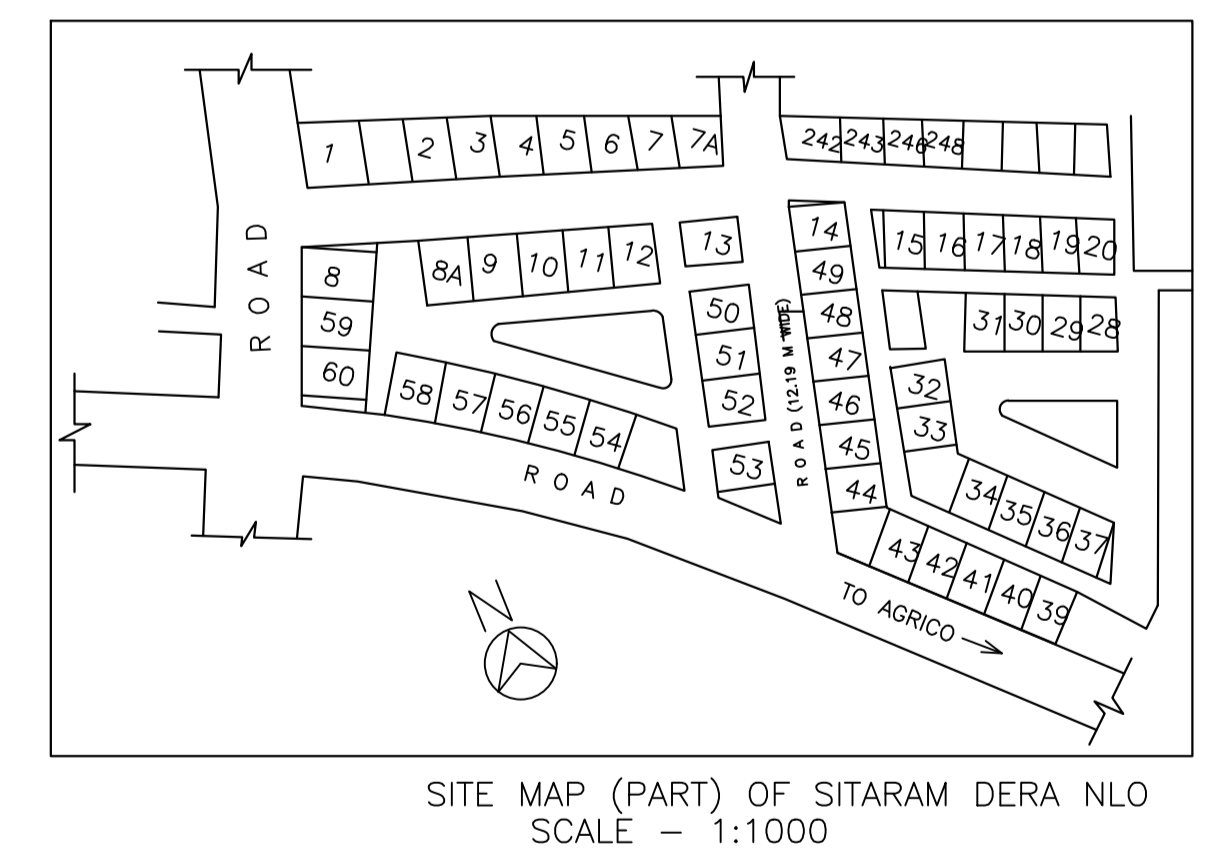 1 2 3 4 5 6 7 7A 242 243 246 248
ROAD
8 8A 9 10 11 12 13 14 15 16 17 18 19 20
59 50 49 48 31 30 29 28
60 58 57 56 55 54 51 52 47 46 32 33
53 45 44 34 35 36 37
ROAD
ROAD (12.19 M WIDE)
43 42 41 40 39
TO AGRICO
N
SITE MAP (PART) OF SITARAM DERA NLO
SCALE - 1:1000